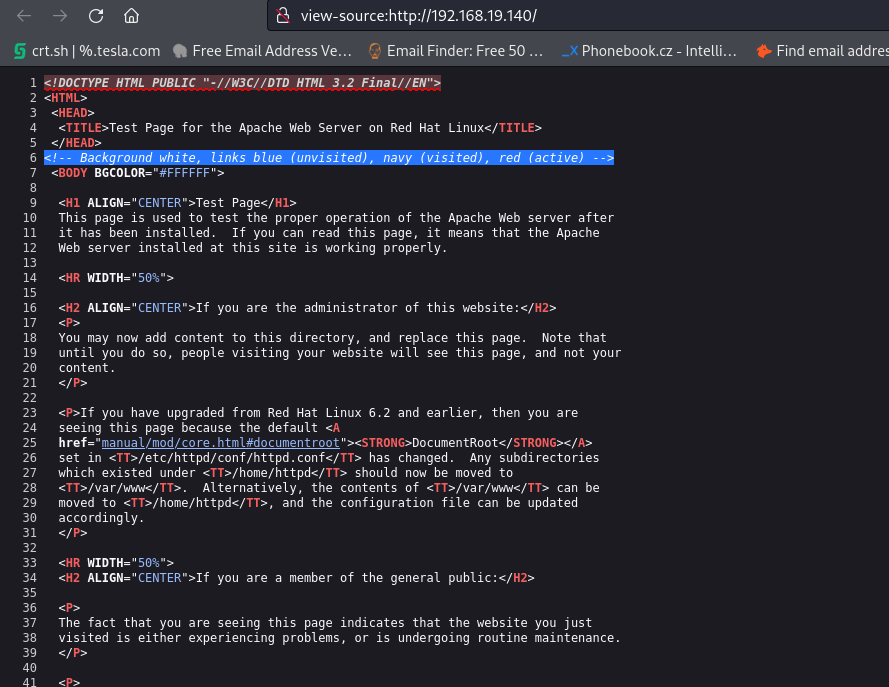 view-source:http://192.168.19.140/
crt.sh | %.tesla.com Free Email Address Ve... Email Finder: Free 50 ... Phonebook.cz - Intelli... Find email addres
1 <!DOCTYPE HTML PUBLIC "-//W3C//DTD HTML 3.2 Final//EN">
2 <HTML>
3 <HEAD>
4 <TITLE>Test Page for the Apache Web Server on Red Hat Linux</TITLE>
5 </HEAD>
6 <!-- Background white, links blue (unvisited), navy (visited), red (active) -->
7 <BODY BGCOLOR="#FFFFFF">
8
9 <H1 ALIGN="CENTER">Test Page</H1>
10 This page is used to test the proper operation of the Apache Web server after
11 it has been installed.  If you can read this page, it means that the Apache
12 Web server installed at this site is working properly.
13
14 <HR WIDTH="50%">
15
16 <H2 ALIGN="CENTER">If you are the administrator of this website:</H2>
17 <P>
18 You may now add content to this directory, and replace this page.  Note that
19 until you do so, people visiting your website will see this page, and not your
20 content.
21 </P>
22
23 <P>If you have upgraded from Red Hat Linux 6.2 and earlier, then you are
24 seeing this page because the default <A
25 href="manual/mod/core.html#documentroot"><STRONG>DocumentRoot</STRONG></A>
26 set in <TT>/etc/httpd/conf/httpd.conf</TT> has changed.  Any subdirectories
27 which existed under <TT>/home/httpd</TT> should now be moved to
28 <TT>/var/www</TT>.  Alternatively, the contents of <TT>/var/www</TT> can be
29 moved to <TT>/home/httpd</TT>, and the configuration file can be updated
30 accordingly.
31 </P>
32
33 <HR WIDTH="50%">
34 <H2 ALIGN="CENTER">If you are a member of the general public:</H2>
35
36 <P>
37 The fact that you are seeing this page indicates that the website you just
38 visited is either experiencing problems, or is undergoing routine maintenance.
39 </P>
40
41 <P>